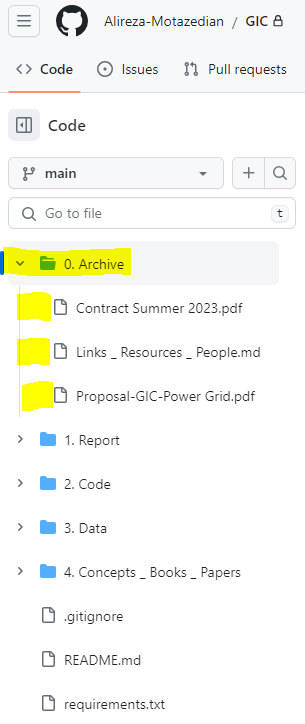 Alireza-Motazedian / GIC
Code Issues Pull requests
Code
main
Go to file t
0. Archive
Contract Summer 2023.pdf
Links _ Resources _ People.md
Proposal-GIC-Power Grid.pdf
1. Report
2. Code
3. Data
4. Concepts _ Books _ Papers
.gitignore
README.md
requirements.txt